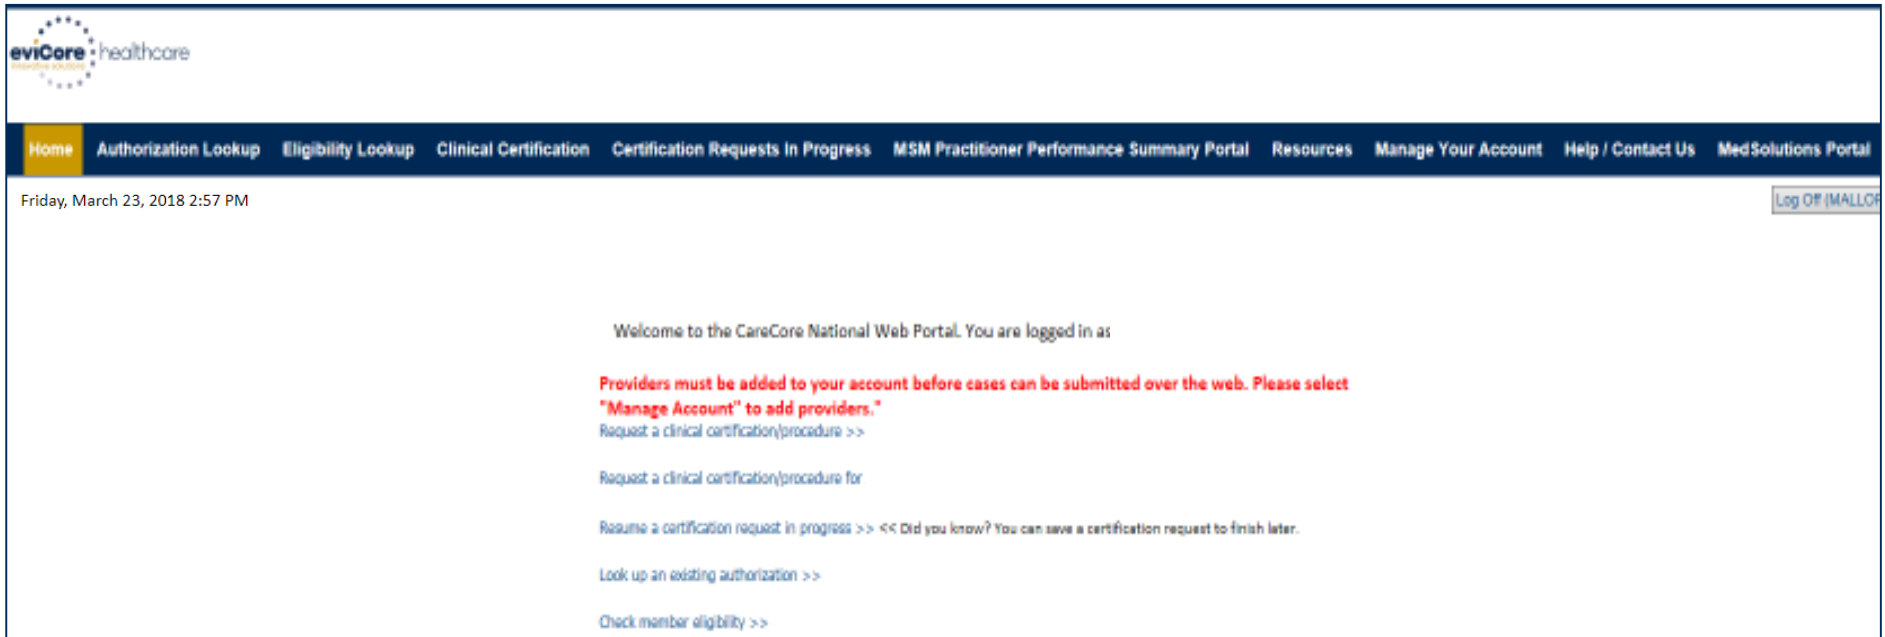 eviCore healthcare
innovative solutions
Home Authorization Lookup Eligibility Lookup Clinical Certification Certification Requests In Progress MSM Practitioner Performance Summary Portal Resources Manage Your Account Help / Contact Us MedSolutions Portal
Friday, March 23, 2018 2:57 PM
Log Off (MALLOR
Welcome to the CareCore National Web Portal. You are logged in as
Providers must be added to your account before cases can be submitted over the web. Please select
"Manage Account" to add providers."
Request a clinical certification/procedure >>
Request a clinical certification/procedure for
Resume a certification request in progress >> << Did you know? You can save a certification request to finish later.
Look up an existing authorization >>
Check member eligibility >>